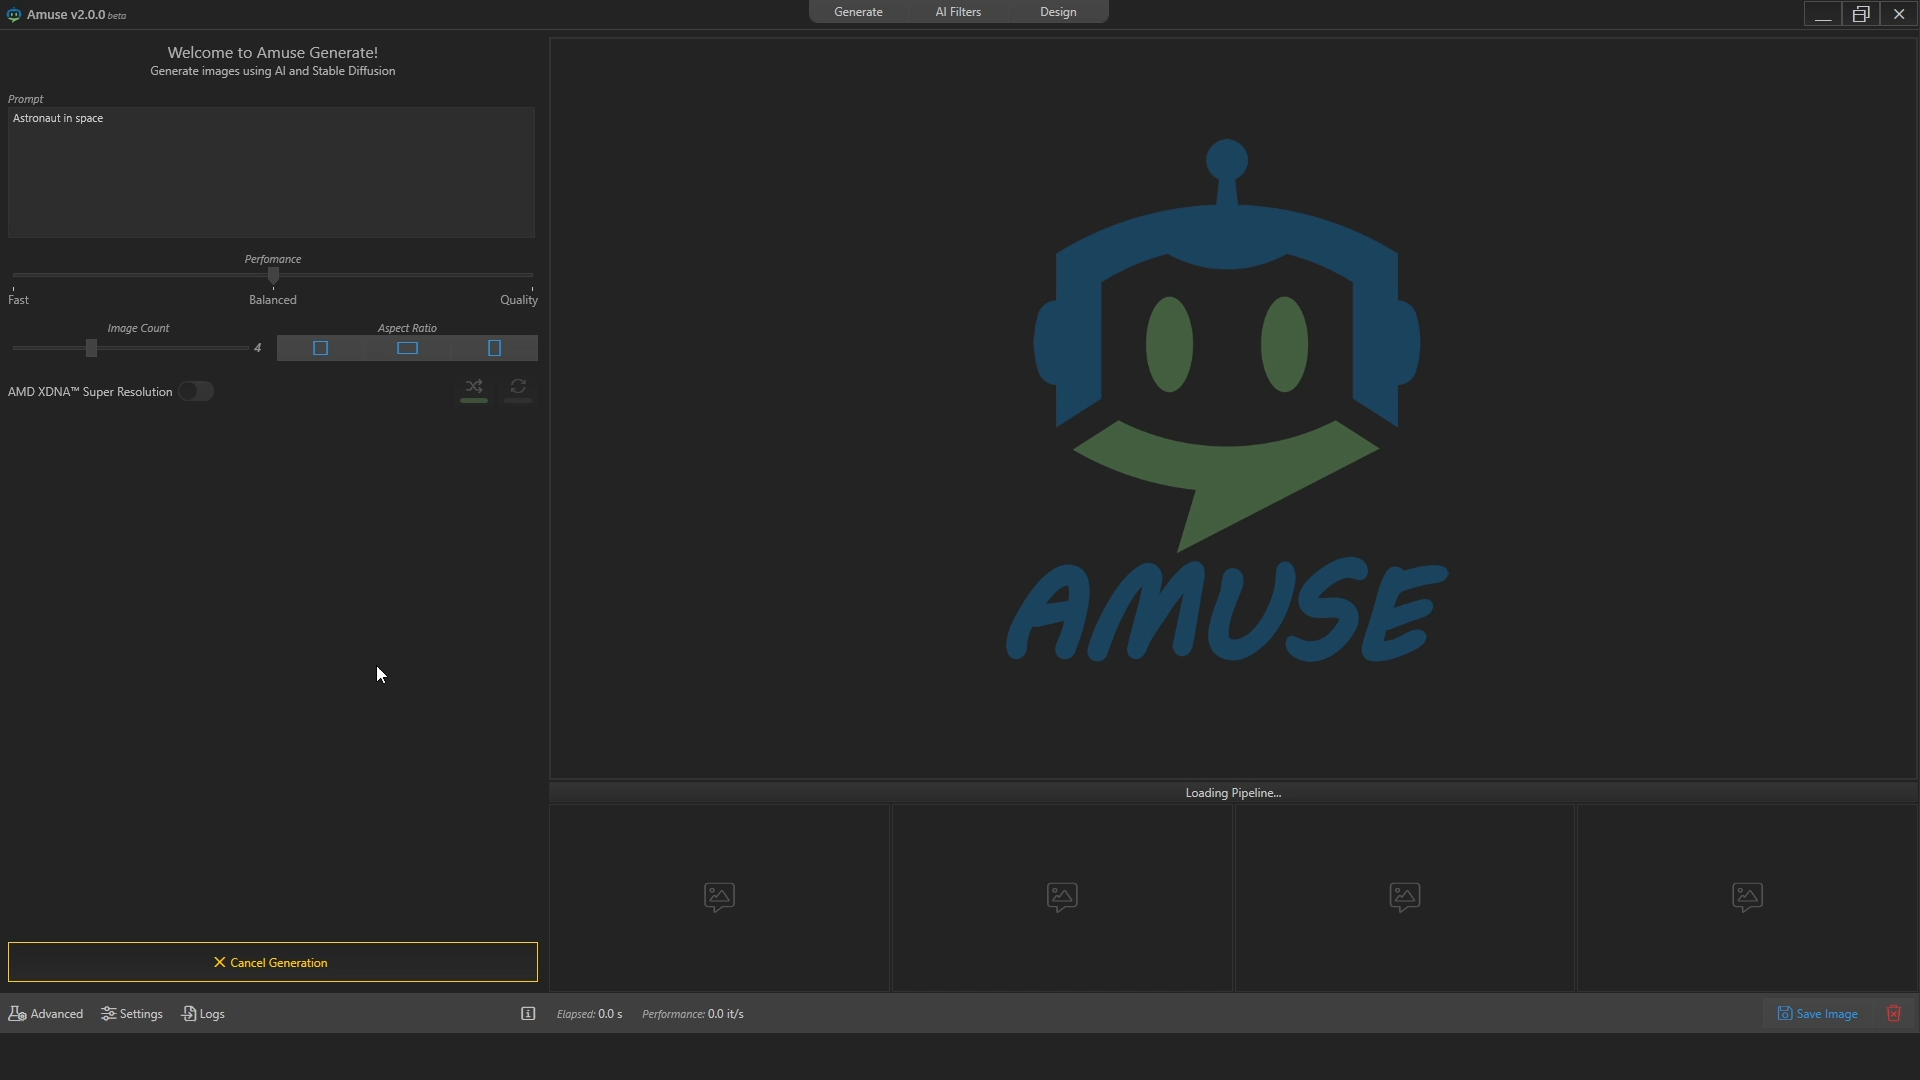 Amuse v2.0.0 beta
Generate
AI Filters
Design
Welcome to Amuse Generate!
Generate images using AI and Stable Diffusion
Prompt
Astronaut in space
Perfomance
Fast
Balanced
Quality
Image Count
Aspect Ratio
4
AMD XDNA™ Super Resolution
AMUSE
Loading Pipeline...
Cancel Generation
Advanced
Settings
Logs
Elapsed: 0.0 s
Performance: 0.0 it/s
Save Image